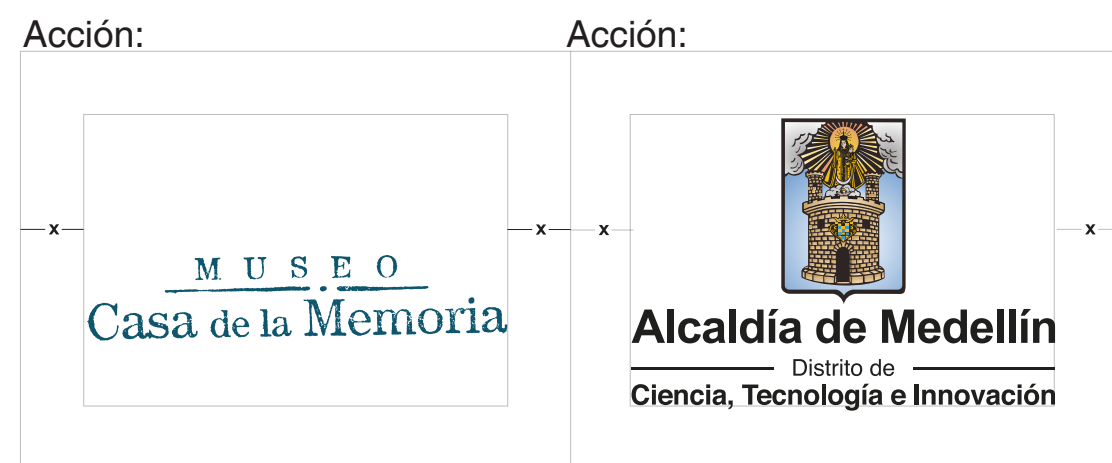 Acción:
Acción:
x
x
x
x
MUSEO
Casa de la Memoria
Alcaldía de Medellín
Distrito de
Ciencia, Tecnología e Innovación